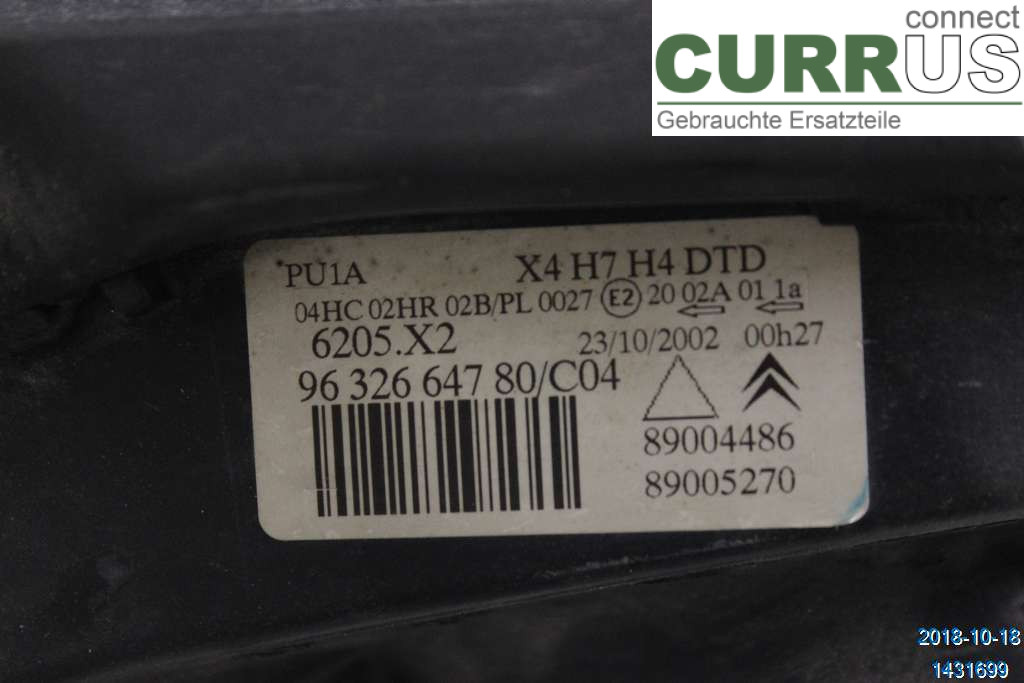 connect
CURRUS
Gebrauchte Ersatzteile
PU1A X4 H7 H4 DTD
04HC 02HR 02B/PL 0027 E2 20 02A 01 1a
6205.X2 23/10/2002 00h27
96 326 647 80/C04
89004486
89005270
2018-10-18
1431699